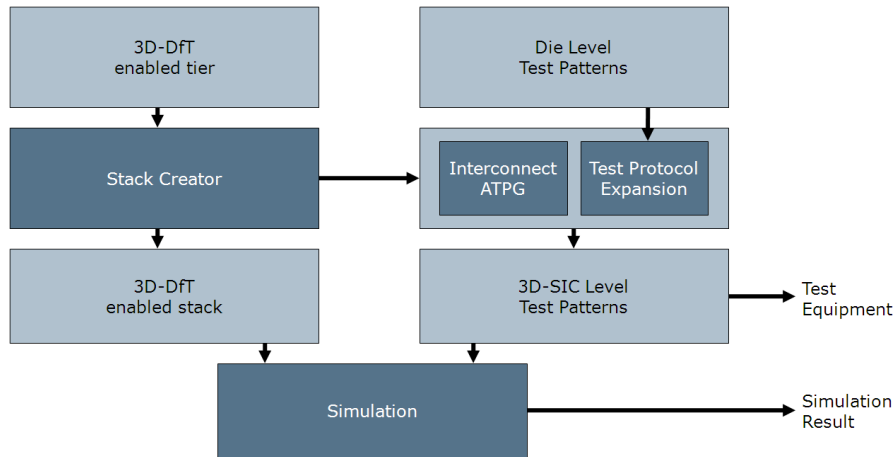 3D-DfT
enabled tier
Die Level
Test Patterns
Stack Creator
Interconnect
ATPG
Test Protocol
Expansion
3D-DfT
enabled stack
3D-SIC Level
Test Patterns
Test
Equipment
Simulation
Simulation
Result